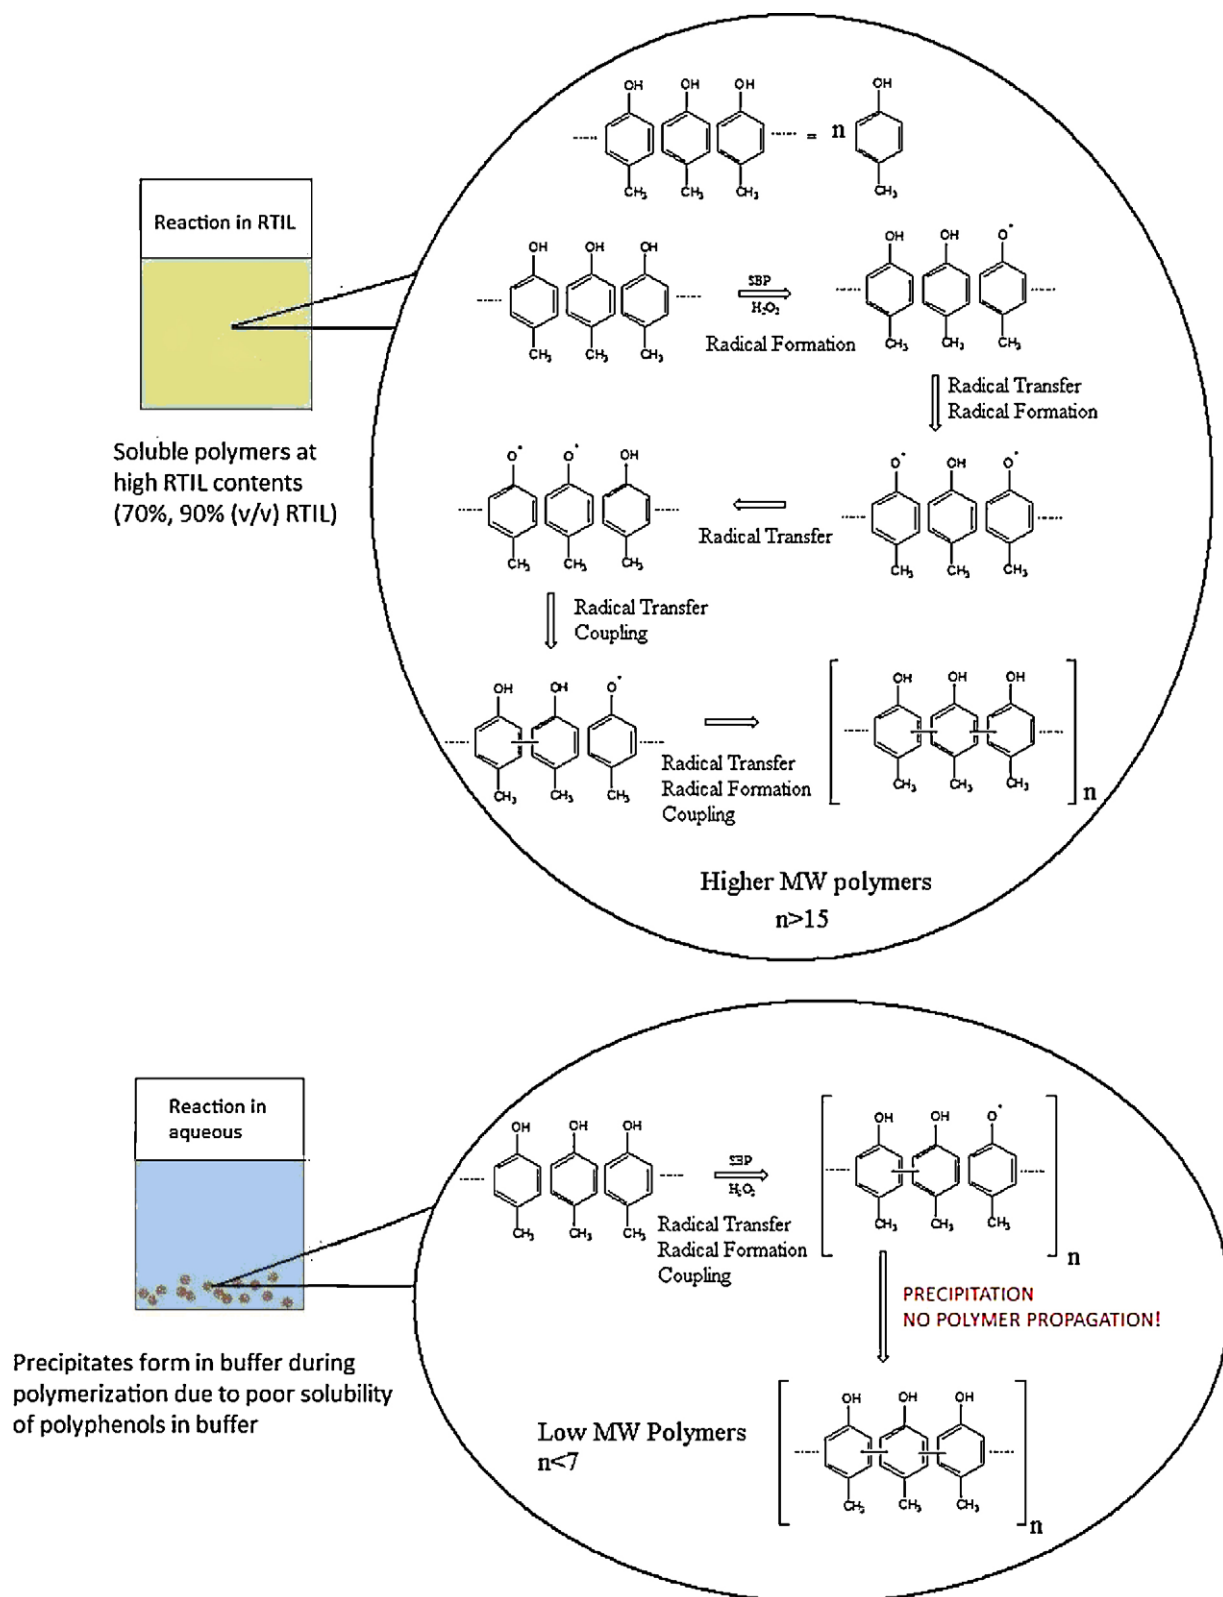 OH OH OH OH
= n
CH₃ CH₃ CH₃ CH₃
Reaction in RTIL
OH OH OH
SBP
H₂O₂
Radical Formation
OH OH O•
CH₃ CH₃ CH₃
CH₃ CH₃ CH₃
Radical Transfer
Radical Formation
Soluble polymers at
high RTIL contents
(70%, 90% (v/v) RTIL)
O• O• OH
Radical Transfer
O• OH O•
CH₃ CH₃ CH₃
CH₃ CH₃ CH₃
Radical Transfer
Coupling
OH OH O•
OH OH OH
Radical Transfer
Radical Formation
Coupling
CH₃ CH₃ CH₃
CH₃ CH₃ CH₃
n
Higher MW polymers
n>15
Reaction in
aqueous
OH OH OH
SBP
H₂O₂
Radical Transfer
Radical Formation
Coupling
OH OH O•
CH₃ CH₃ CH₃
CH₃ CH₃ CH₃
n
PRECIPITATION
NO POLYMER PROPAGATION!
Precipitates form in buffer during
polymerization due to poor solubility
of polyphenols in buffer
Low MW Polymers
n<7
OH OH OH
CH₃ CH₃ CH₃
n